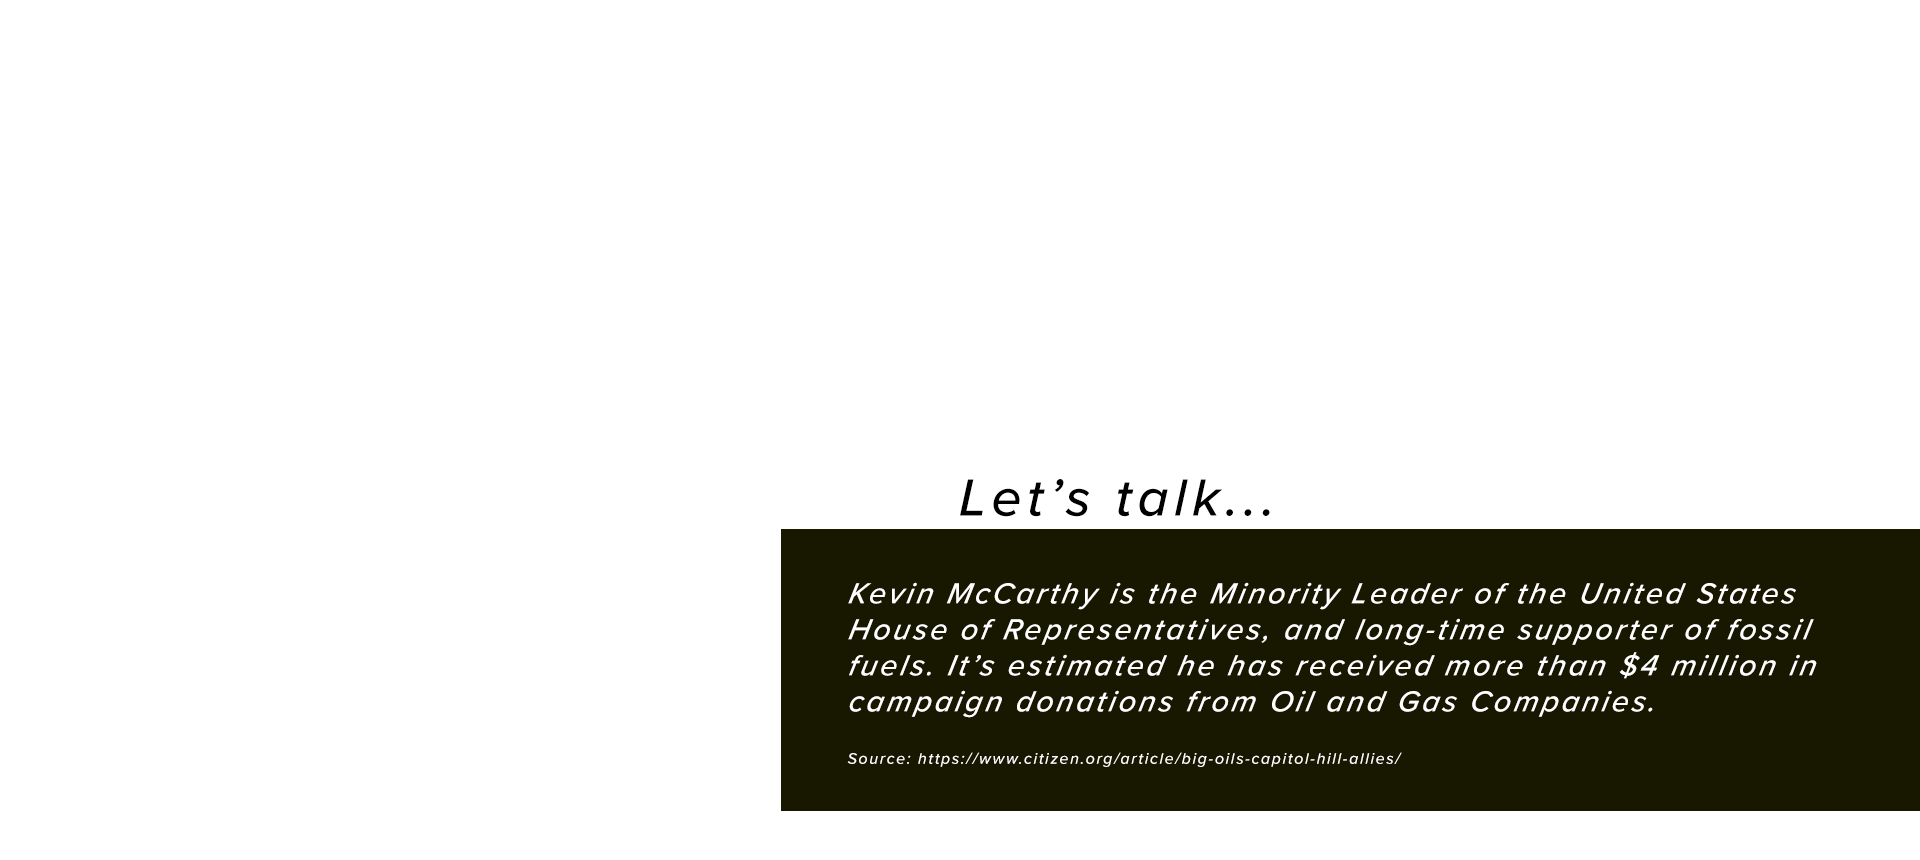 Let’s talk...
Kevin McCarthy is the Minority Leader of the United States
House of Representatives, and long-time supporter of fossil
fuels. It’s estimated he has received more than $4 million in
campaign donations from Oil and Gas Companies.
Source: https://www.citizen.org/article/big-oils-capitol-hill-allies/